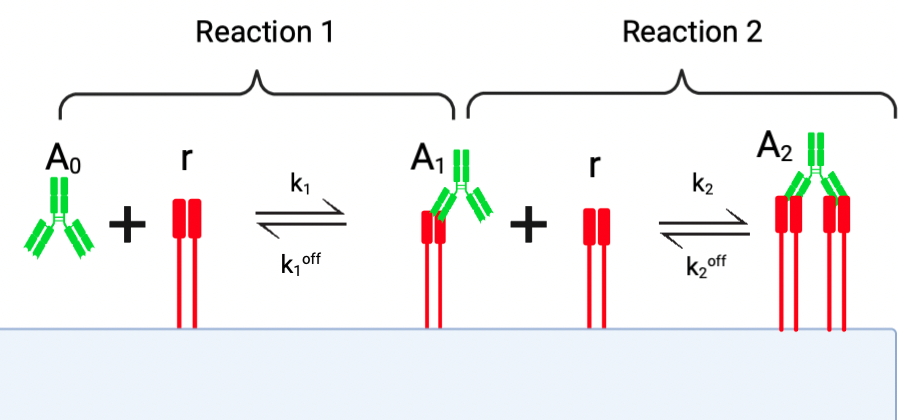 Reaction 1
Reaction 2
A₀ + r
k₁
k₁ᵒᶠᶠ
A₁ + r
k₂
k₂ᵒᶠᶠ
A₂